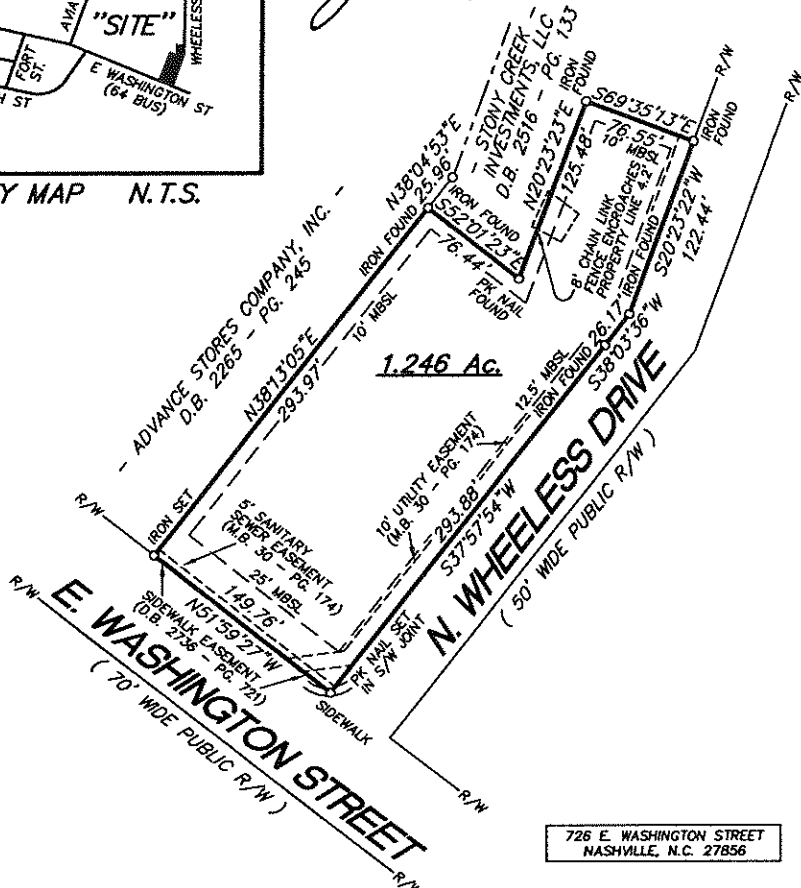 AVIA
"SITE"
WHEELESS
FORT
ST.
E WASHINGTON ST
(64 BUS)
H ST
Y MAP N.T.S.
STONY CREEK
INVESTMENTS, LLC
D.B. 2516 - PG. 133
N38°04'53"E
25.96'
IRON FOUND
N20°23'23"E
125.48'
IRON
FOUND
S69°35'13"E
76.55'
10' MBSL
IRON
FOUND
R/W
R/W
S52°01'23"E
76.44'
IRON FOUND
PK NAIL
FOUND
8' CHAIN LINK
FENCE ENCROACHES
PROPERTY LINE 4.2'
S20°23'22"W
122.44'
IRON FOUND
26.17'
S38°03'36"W
IRON FOUND
ADVANCE STORES COMPANY, INC.
D.B. 2265 - PG. 245
N38°13'05"E
293.97'
10' MBSL
1.246 Ac.
12.5' MBSL
10' UTILITY EASEMENT
(M.B. 30 - PG. 174)
293.88'
S37°57'54"W
N. WHEELESS DRIVE
( 50' WIDE PUBLIC R/W )
R/W
IRON SET
5' SANITARY
SEWER EASEMENT
(M.B. 30 - PG. 174)
25' MBSL
149.76'
N51°59'27"W
SIDEWALK EASEMENT
(D.B. 2736 - PG. 721)
PK NAIL SET
IN S/W JOINT
SIDEWALK
R/W
E. WASHINGTON STREET
( 70' WIDE PUBLIC R/W )
R/W
R/W
726 E. WASHINGTON STREET
NASHVILLE, N.C. 27856